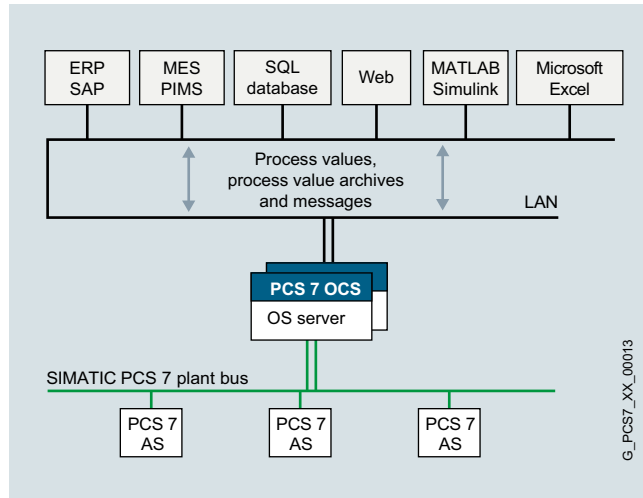 ERP
SAP
MES
PIMS
SQL
database
Web
MATLAB
Simulink
Microsoft
Excel
Process values,
process value archives
and messages
LAN
PCS 7 OCS
OS server
SIMATIC PCS 7 plant bus
PCS 7
AS
PCS 7
AS
PCS 7
AS
G_PCS7_XX_00013